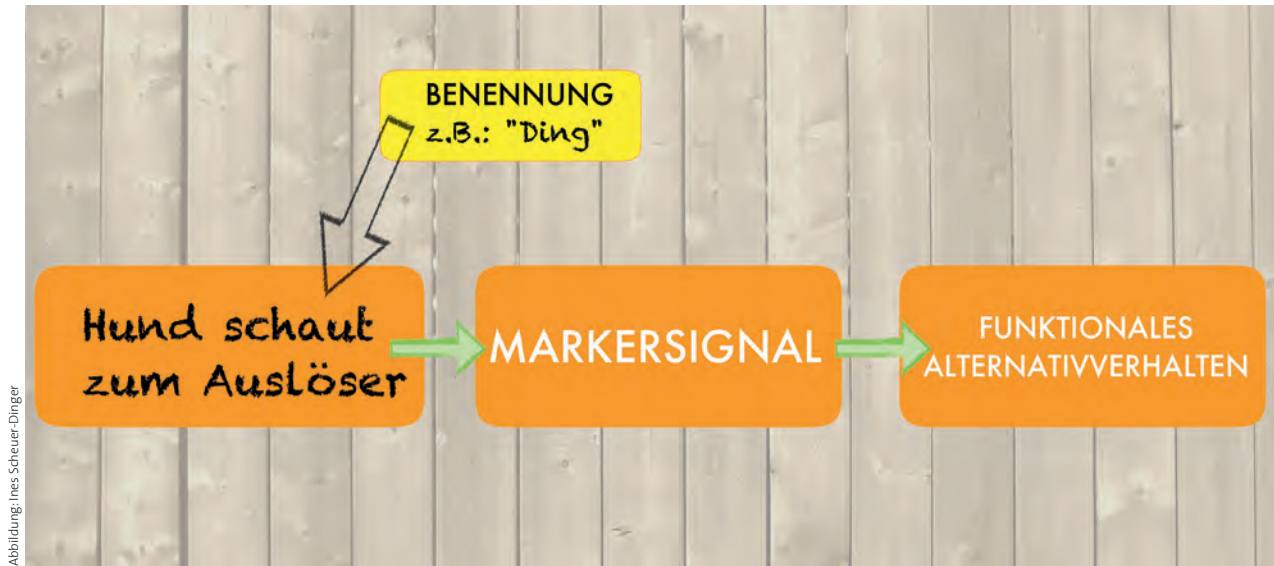 BENENNUNG
z.B.: "Ding"
Hund schaut
zum Auslöser
MARKERSIGNAL
FUNKTIONALES
ALTERNATIVVERHALTEN
Abbildung: Ines Scheuer-Dinger